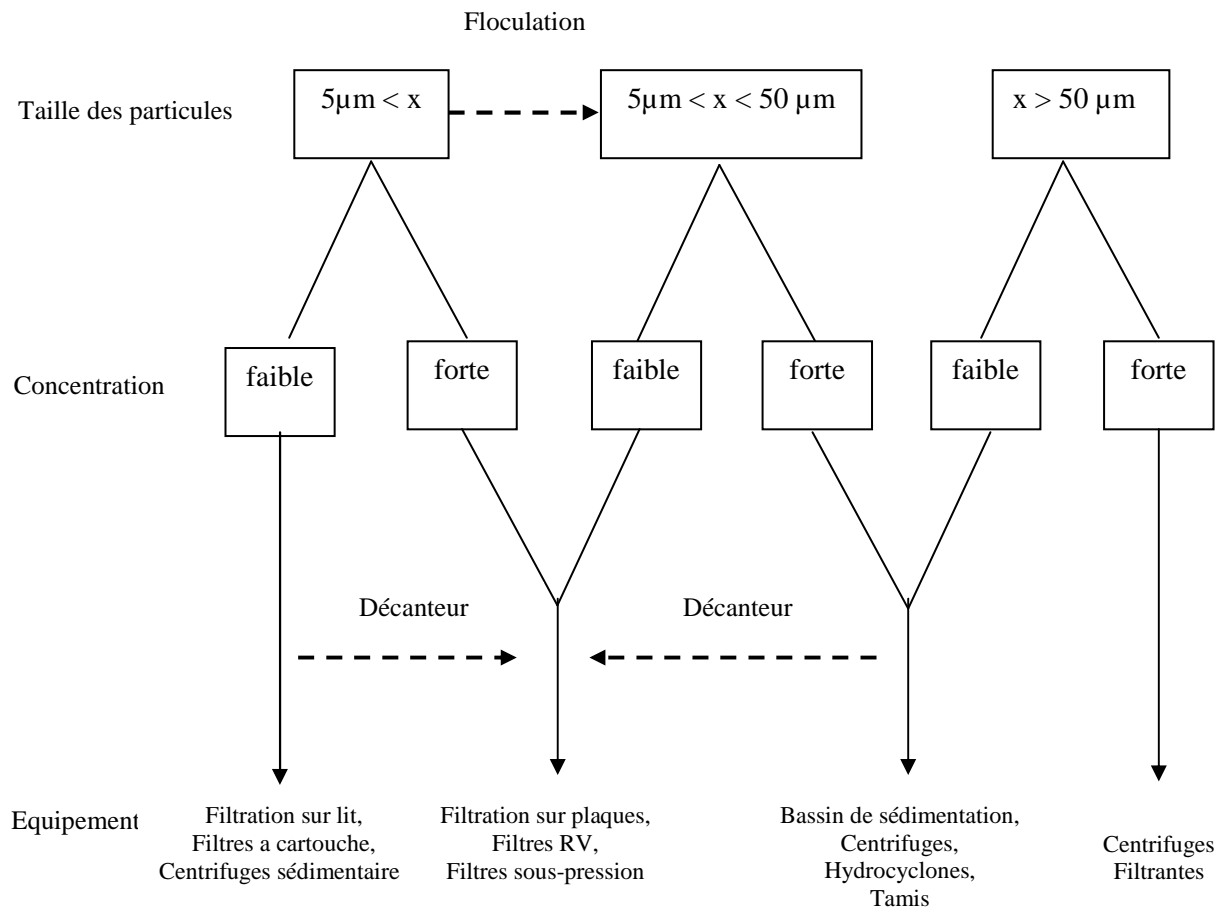 Floculation
Taille des particules
5µm < x
5µm < x < 50 µm
x > 50 µm
Concentration
faible
forte
faible
forte
faible
forte
Décanteur
Décanteur
Equipement
Filtration sur lit,
Filtres a cartouche,
Centrifuges sédimentaire
Filtration sur plaques,
Filtres RV,
Filtres sous-pression
Bassin de sédimentation,
Centrifuges,
Hydrocyclones,
Tamis
Centrifuges
Filtrantes